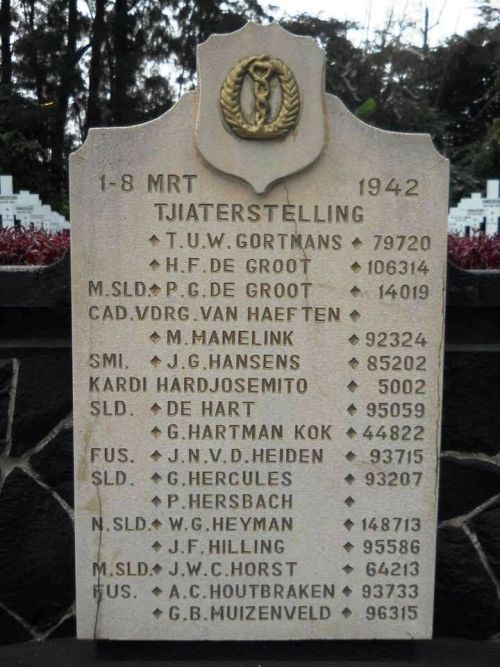 1-8 MRT 1942
TJIATERSTELLING
T.U.W. GORTMANS 79720
H.F. DE GROOT 106314
M.SLD. P.G. DE GROOT 14019
CAD.VDRG. VAN HAEFTEN
M. MAMELINK 92324
SMI. J.G. HANSENS 85202
KARDI HARDJOSEMITO 5002
SLD. DE HART 95059
G. HARTMAN KOK 44822
FUS. J.N.V.D. HEIDEN 93715
SLD. G. HERCULES 93207
P. HERSBACH
N.SLD. W.G. HEYMAN 148713
J.F. HILLING 95586
M.SLD. J.W.C. HORST 64213
FUS. A.C. HOUTBRAKEN 93733
G.B. MUIZENVELD 96315